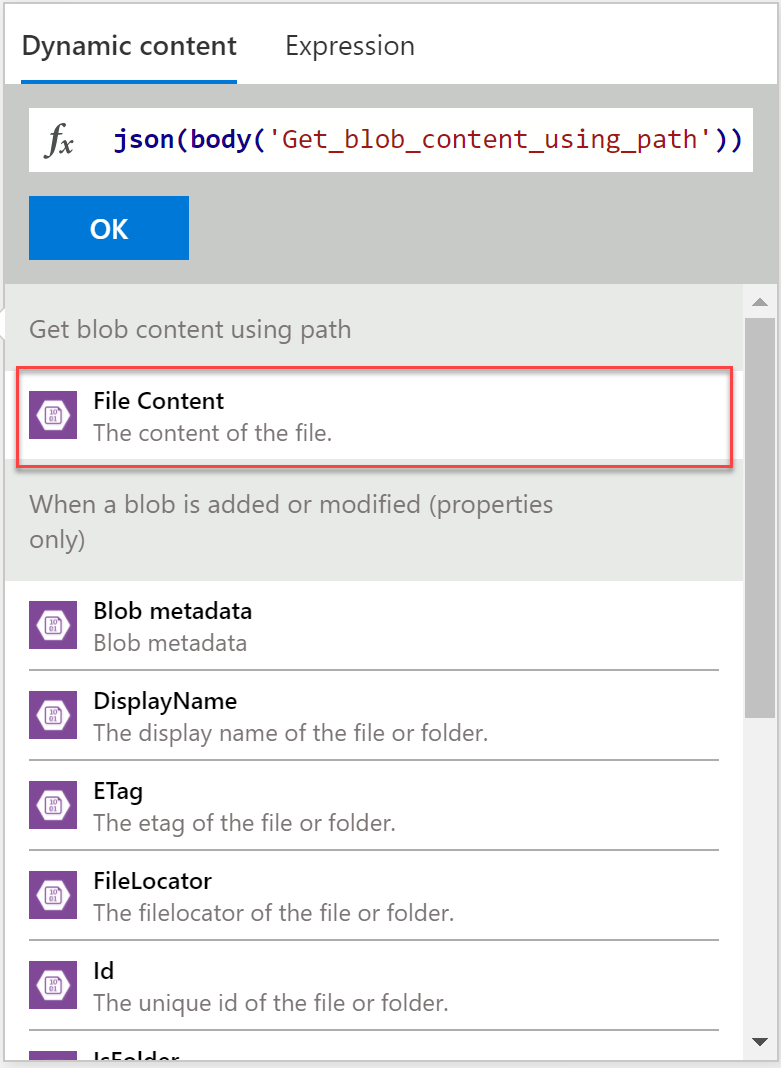 Dynamic content Expression
fx json(body('Get_blob_content_using_path'))
OK
Get blob content using path
File Content
The content of the file.
When a blob is added or modified (properties
only)
Blob metadata
Blob metadata
DisplayName
The display name of the file or folder.
ETag
The etag of the file or folder.
FileLocator
The filelocator of the file or folder.
Id
The unique id of the file or folder.
IsFolder